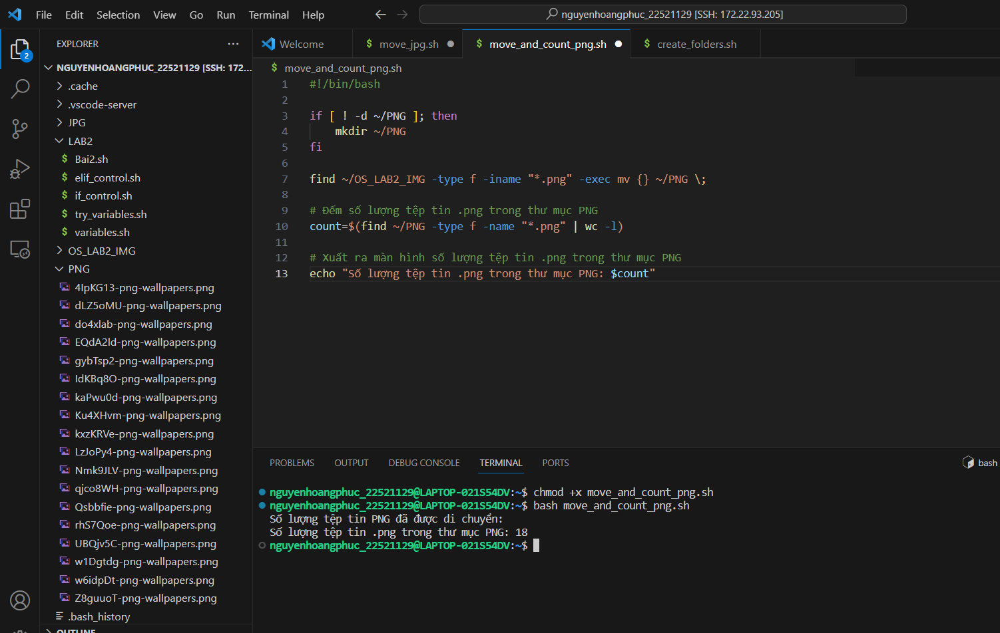 File Edit Selection View Go Run Terminal Help
nguyenhoangphuc_22521129 [SSH: 172.22.93.205]
2
EXPLORER
NGUYENHOANGPHUC_22521129 [SSH: 172...
.cache
.vscode-server
JPG
LAB2
$ Bai2.sh
$ elif_control.sh
$ if_control.sh
$ try_variables.sh
$ variables.sh
OS_LAB2_IMG
PNG
4IpKG13-png-wallpapers.png
dLZ5oMU-png-wallpapers.png
do4xlab-png-wallpapers.png
EQdA2ld-png-wallpapers.png
gybTsp2-png-wallpapers.png
IdKBq8O-png-wallpapers.png
kaPwu0d-png-wallpapers.png
Ku4XHvm-png-wallpapers.png
kxzKRVe-png-wallpapers.png
LzJoPy4-png-wallpapers.png
Nmk9JLV-png-wallpapers.png
qjco8WH-png-wallpapers.png
Qsbbfie-png-wallpapers.png
rhS7Qoe-png-wallpapers.png
UBQjv5C-png-wallpapers.png
w1Dgtdg-png-wallpapers.png
w6idpDt-png-wallpapers.png
Z8guuoT-png-wallpapers.png
.bash_history
OUTLINE
Welcome $ move_jpg.sh $ move_and_count_png.sh $ create_folders.sh
$ move_and_count_png.sh
1 #!/bin/bash
2
3 if [ ! -d ~/PNG ]; then
4 mkdir ~/PNG
5 fi
6
7 find ~/OS_LAB2_IMG -type f -iname "*.png" -exec mv {} ~/PNG \;
8
9 # Đếm số lượng tệp tin .png trong thư mục PNG
10 count=$(find ~/PNG -type f -name "*.png" | wc -l)
11
12 # Xuất ra màn hình số lượng tệp tin .png trong thư mục PNG
13 echo "Số lượng tệp tin .png trong thư mục PNG: $count"
PROBLEMS OUTPUT DEBUG CONSOLE TERMINAL PORTS
bash
nguyenhoangphuc_22521129@LAPTOP-021S54DV:~$ chmod +x move_and_count_png.sh
nguyenhoangphuc_22521129@LAPTOP-021S54DV:~$ bash move_and_count_png.sh
Số lượng tệp tin PNG đã được di chuyển:
Số lượng tệp tin .png trong thư mục PNG: 18
nguyenhoangphuc_22521129@LAPTOP-021S54DV:~$